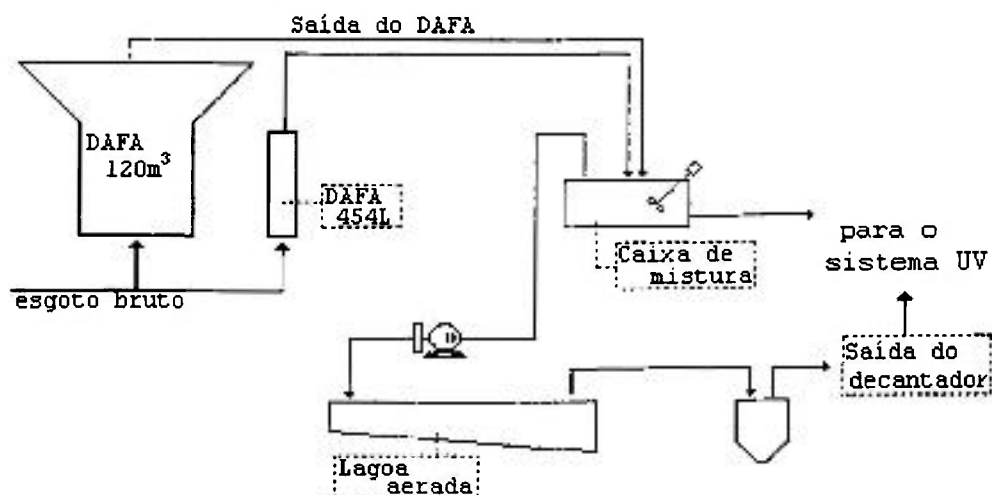 Saída do DAFA
DAFA
120m³
DAFA
454L
esgoto bruto
Caixa de
mistura
para o
sistema UV
Saída do
decantador
Lagoa
aerada